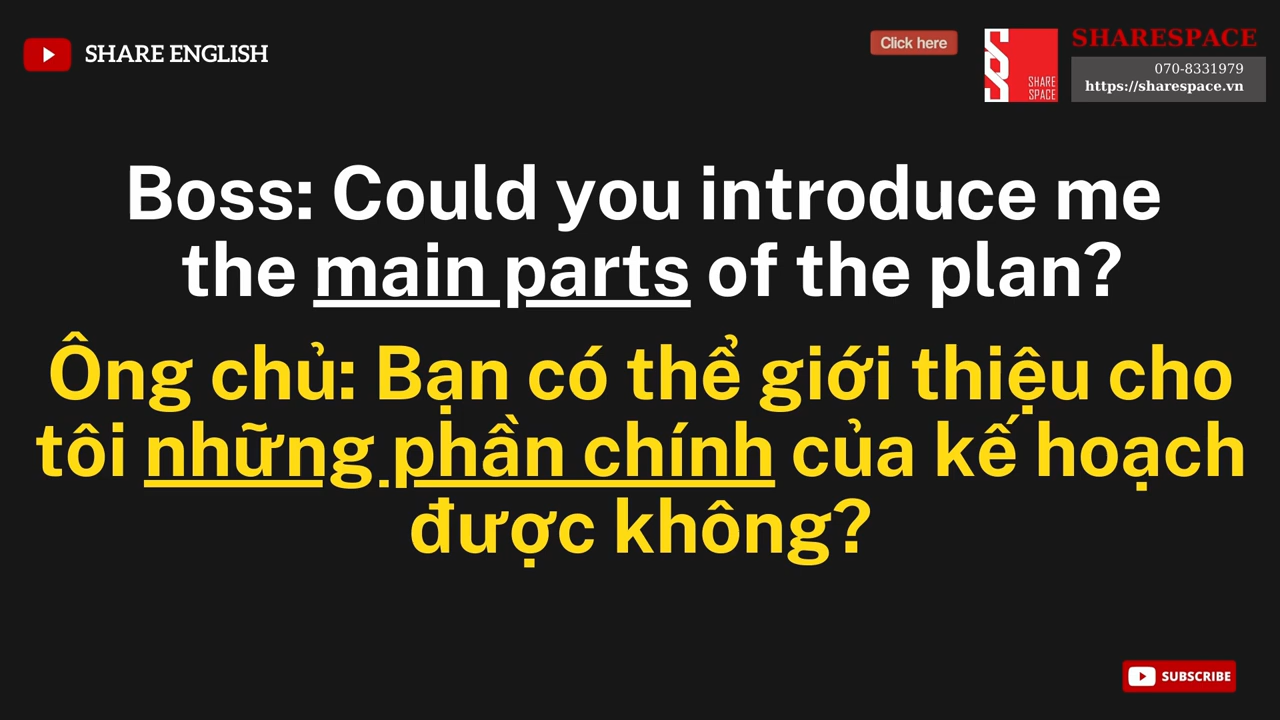 SHARE ENGLISH
Click here
SHARE
SPACE
SHARESPACE
070-8331979
https://sharespace.vn
Boss: Could you introduce me
the main parts of the plan?
Ông chủ: Bạn có thể giới thiệu cho
tôi những phần chính của kế hoạch
được không?
SUBSCRIBE